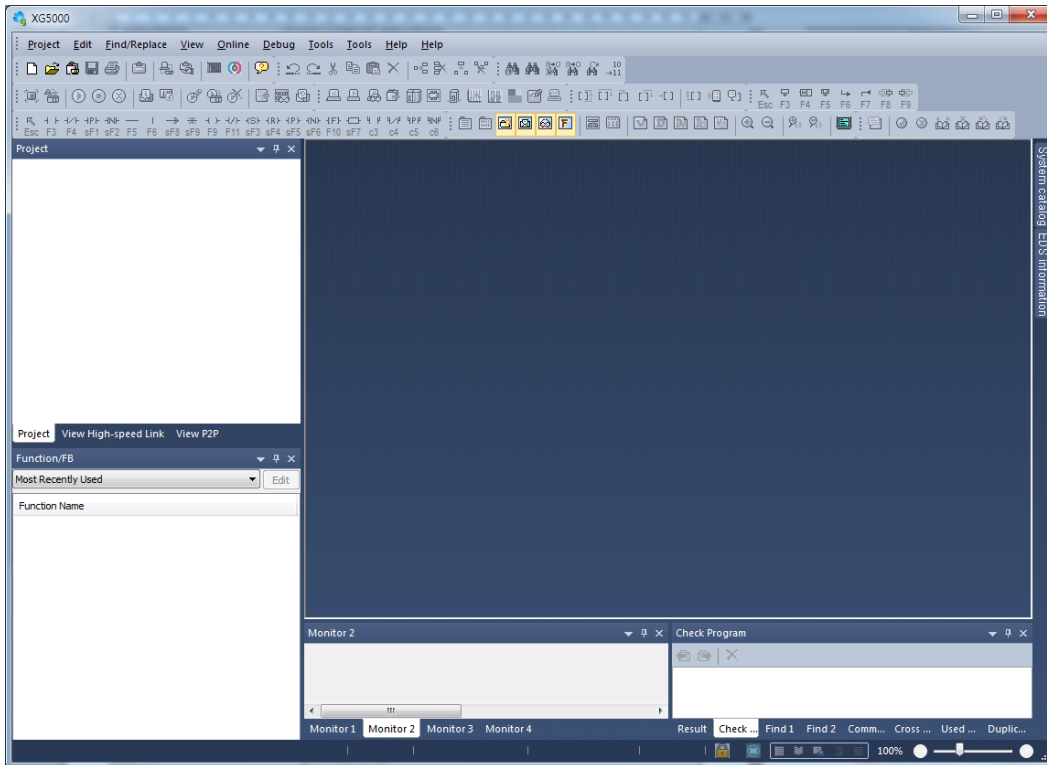 XG5000
Project Edit Find/Replace View Online Debug Tools Tools Help Help
Esc F3 F4 F5 F6 F7 F8 F9
Esc F3 F4 sF1 sF2 F5 F6 sF8 sF9 F9 F11 sF3 sF4 sF5 sF6 F10 sF7 c3 c4 c5 c6
Project
System catalog
EDS information
Project View High-speed Link View P2P
Function/FB
Most Recently Used Edit
Function Name
Monitor 2
Check Program
Monitor 1 Monitor 2 Monitor 3 Monitor 4
Result Check ... Find 1 Find 2 Comm... Cross ... Used ... Duplic...
100%